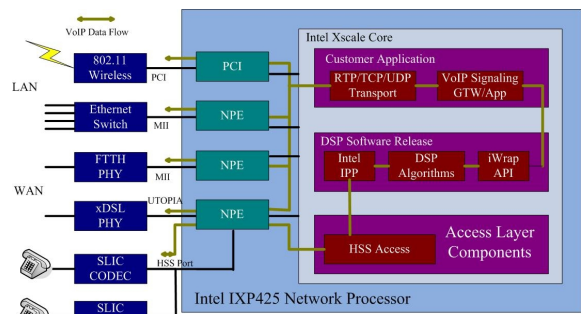 VoIP Data Flow
802.11
Wireless
PCI
PCI
LAN
Ethernet
Switch
MII
NPE
FTTH
PHY
MII
NPE
WAN
UTOPIA
xDSL
PHY
NPE
SLIC
CODEC
HSS Port
SLIC
Intel Xscale Core
Customer Application
RTP/TCP/UDP
Transport
VoIP Signaling
GTW/App
DSP Software Release
Intel
IPP
DSP
Algorithms
iWrap
API
Access Layer
Components
HSS Access
Intel IXP425 Network Processor